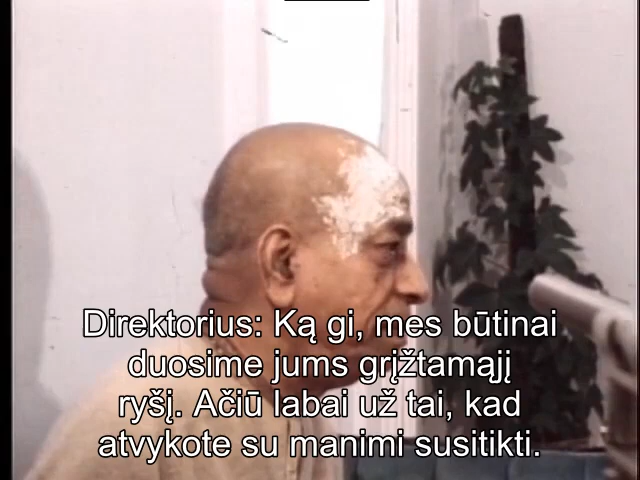 Direktorius: Ką gi, mes būtinai
duosime jums grįžtamąjį
ryšį. Ačiū labai už tai, kad
atvykote su manimi susitikti.